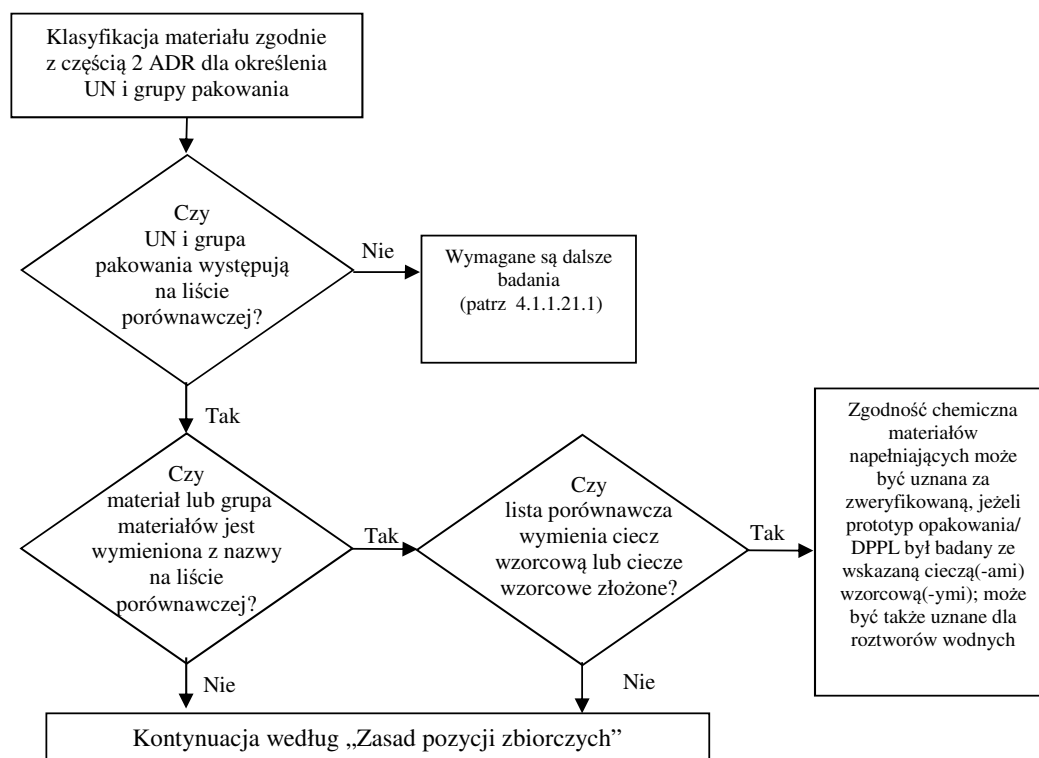 Klasyfikacja materiału zgodnie
z częścią 2 ADR dla określenia
UN i grupy pakowania
Czy
UN i grupa
pakowania występują
na liście
porównawczej?
Nie
Wymagane są dalsze
badania
(patrz 4.1.1.21.1)
Tak
Czy
materiał lub grupa
materiałów jest
wymieniona z nazwy
na liście
porównawczej?
Tak
Czy
lista porównawcza
wymienia ciecz
wzorcową lub ciecze
wzorcowe złożone?
Tak
Zgodność chemiczna
materiałów
napełniających może
być uznana za
zweryfikowaną, jeżeli
prototyp opakowania/
DPPL był badany ze
wskazaną cieczą(-ami)
wzorcową(-ymi); może
być także uznane dla
roztworów wodnych
Nie
Nie
Kontynuacja według „Zasad pozycji zbiorczych”